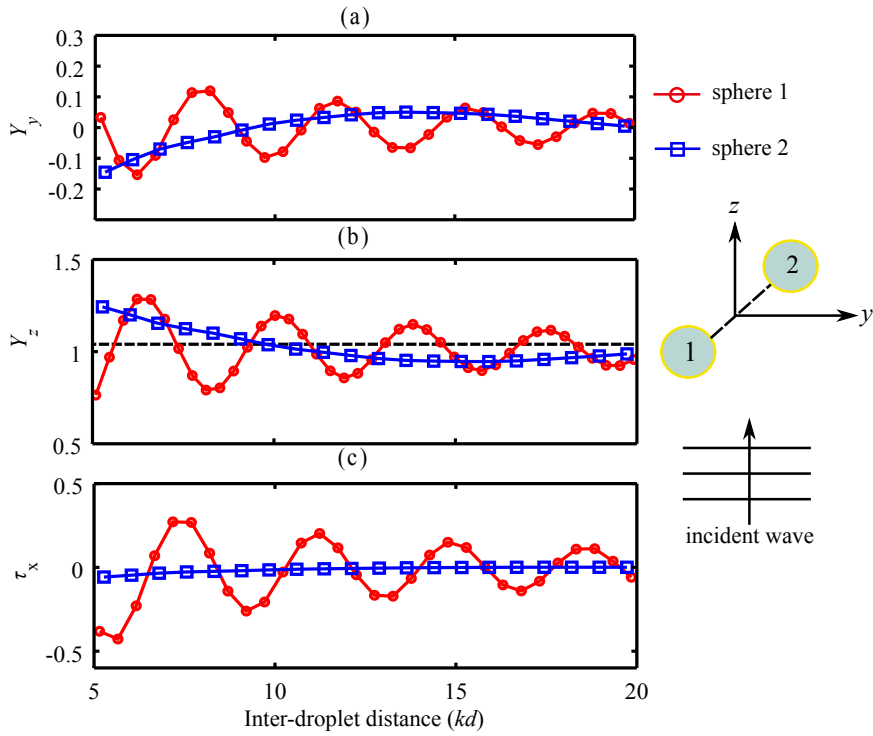 (a)
0.3
0.2
0.1
0
-0.1
-0.2
Y_y
sphere 1
sphere 2
(b)
1.5
1
0.5
Y_z
z
y
1
2
(c)
0.5
0
-0.5
τ_x
5
10
15
20
Inter-droplet distance (kd)
incident wave